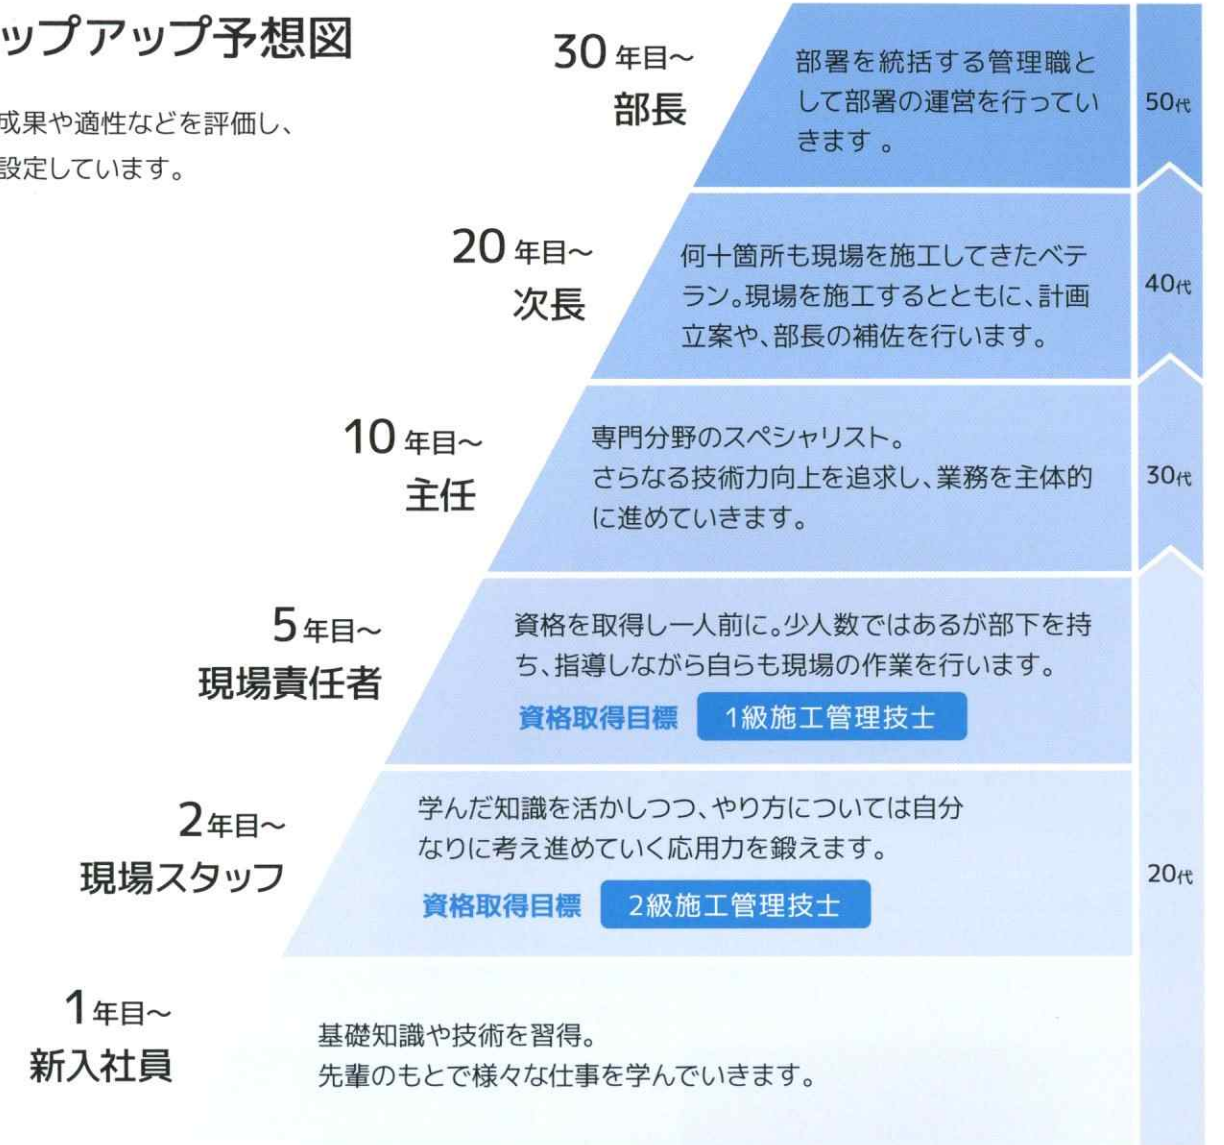 ップアップ予想図
成果や適性などを評価し、
設定しています。
30年目～
部長
部署を統括する管理職と
して部署の運営を行ってい
きます。
50代
20年目～
次長
何十箇所も現場を施工してきたベテ
ラン。現場を施工するとともに、計画
立案や、部長の補佐を行います。
40代
10年目～
主任
専門分野のスペシャリスト。
さらなる技術力向上を追求し、業務を主体的
に進めていきます。
30代
5年目～
現場責任者
資格を取得し一人前に。少人数ではあるが部下を持
ち、指導しながら自らも現場の作業を行います。
資格取得目標 1級施工管理技士
2年目～
現場スタッフ
学んだ知識を活かしつつ、やり方については自分
なりに考え進めていく応用力を鍛えます。
資格取得目標 2級施工管理技士
20代
1年目～
新入社員
基礎知識や技術を習得。
先輩のもとで様々な仕事を学んでいきます。